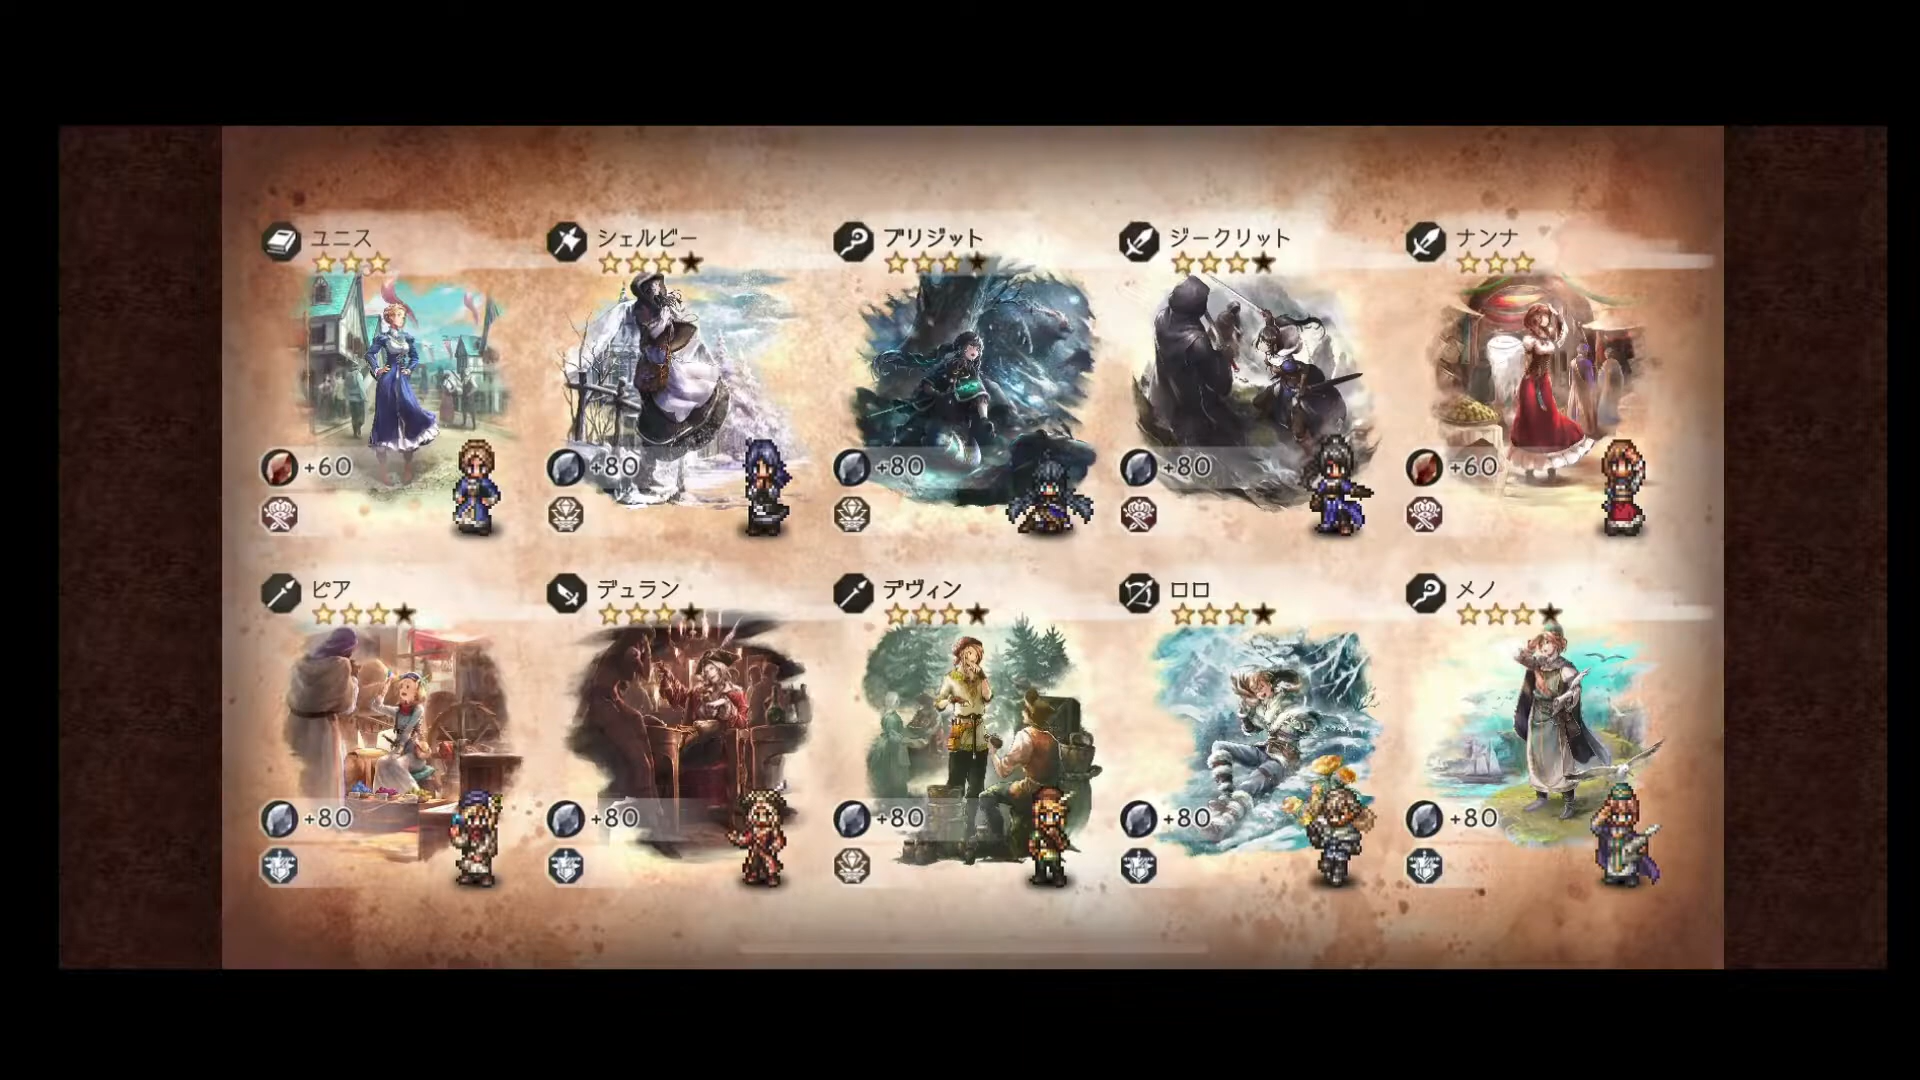 ユニス
シェルビー
ブリジット
ジークリット
ナンナ
+60
+80
+80
+80
+60
ピア
デュラン
デヴィン
ロロ
メノ
+80
+80
+80
+80
+80